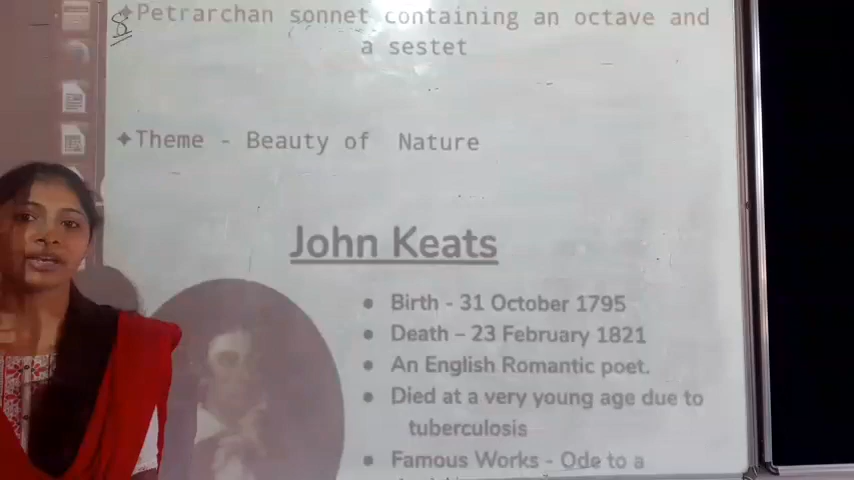 8
✦Petrarchan sonnet containing an octave and
a sestet
✦Theme - Beauty of Nature
John Keats
• Birth - 31 October 1795
• Death – 23 February 1821
• An English Romantic poet.
• Died at a very young age due to
tuberculosis
• Famous Works - Ode to a